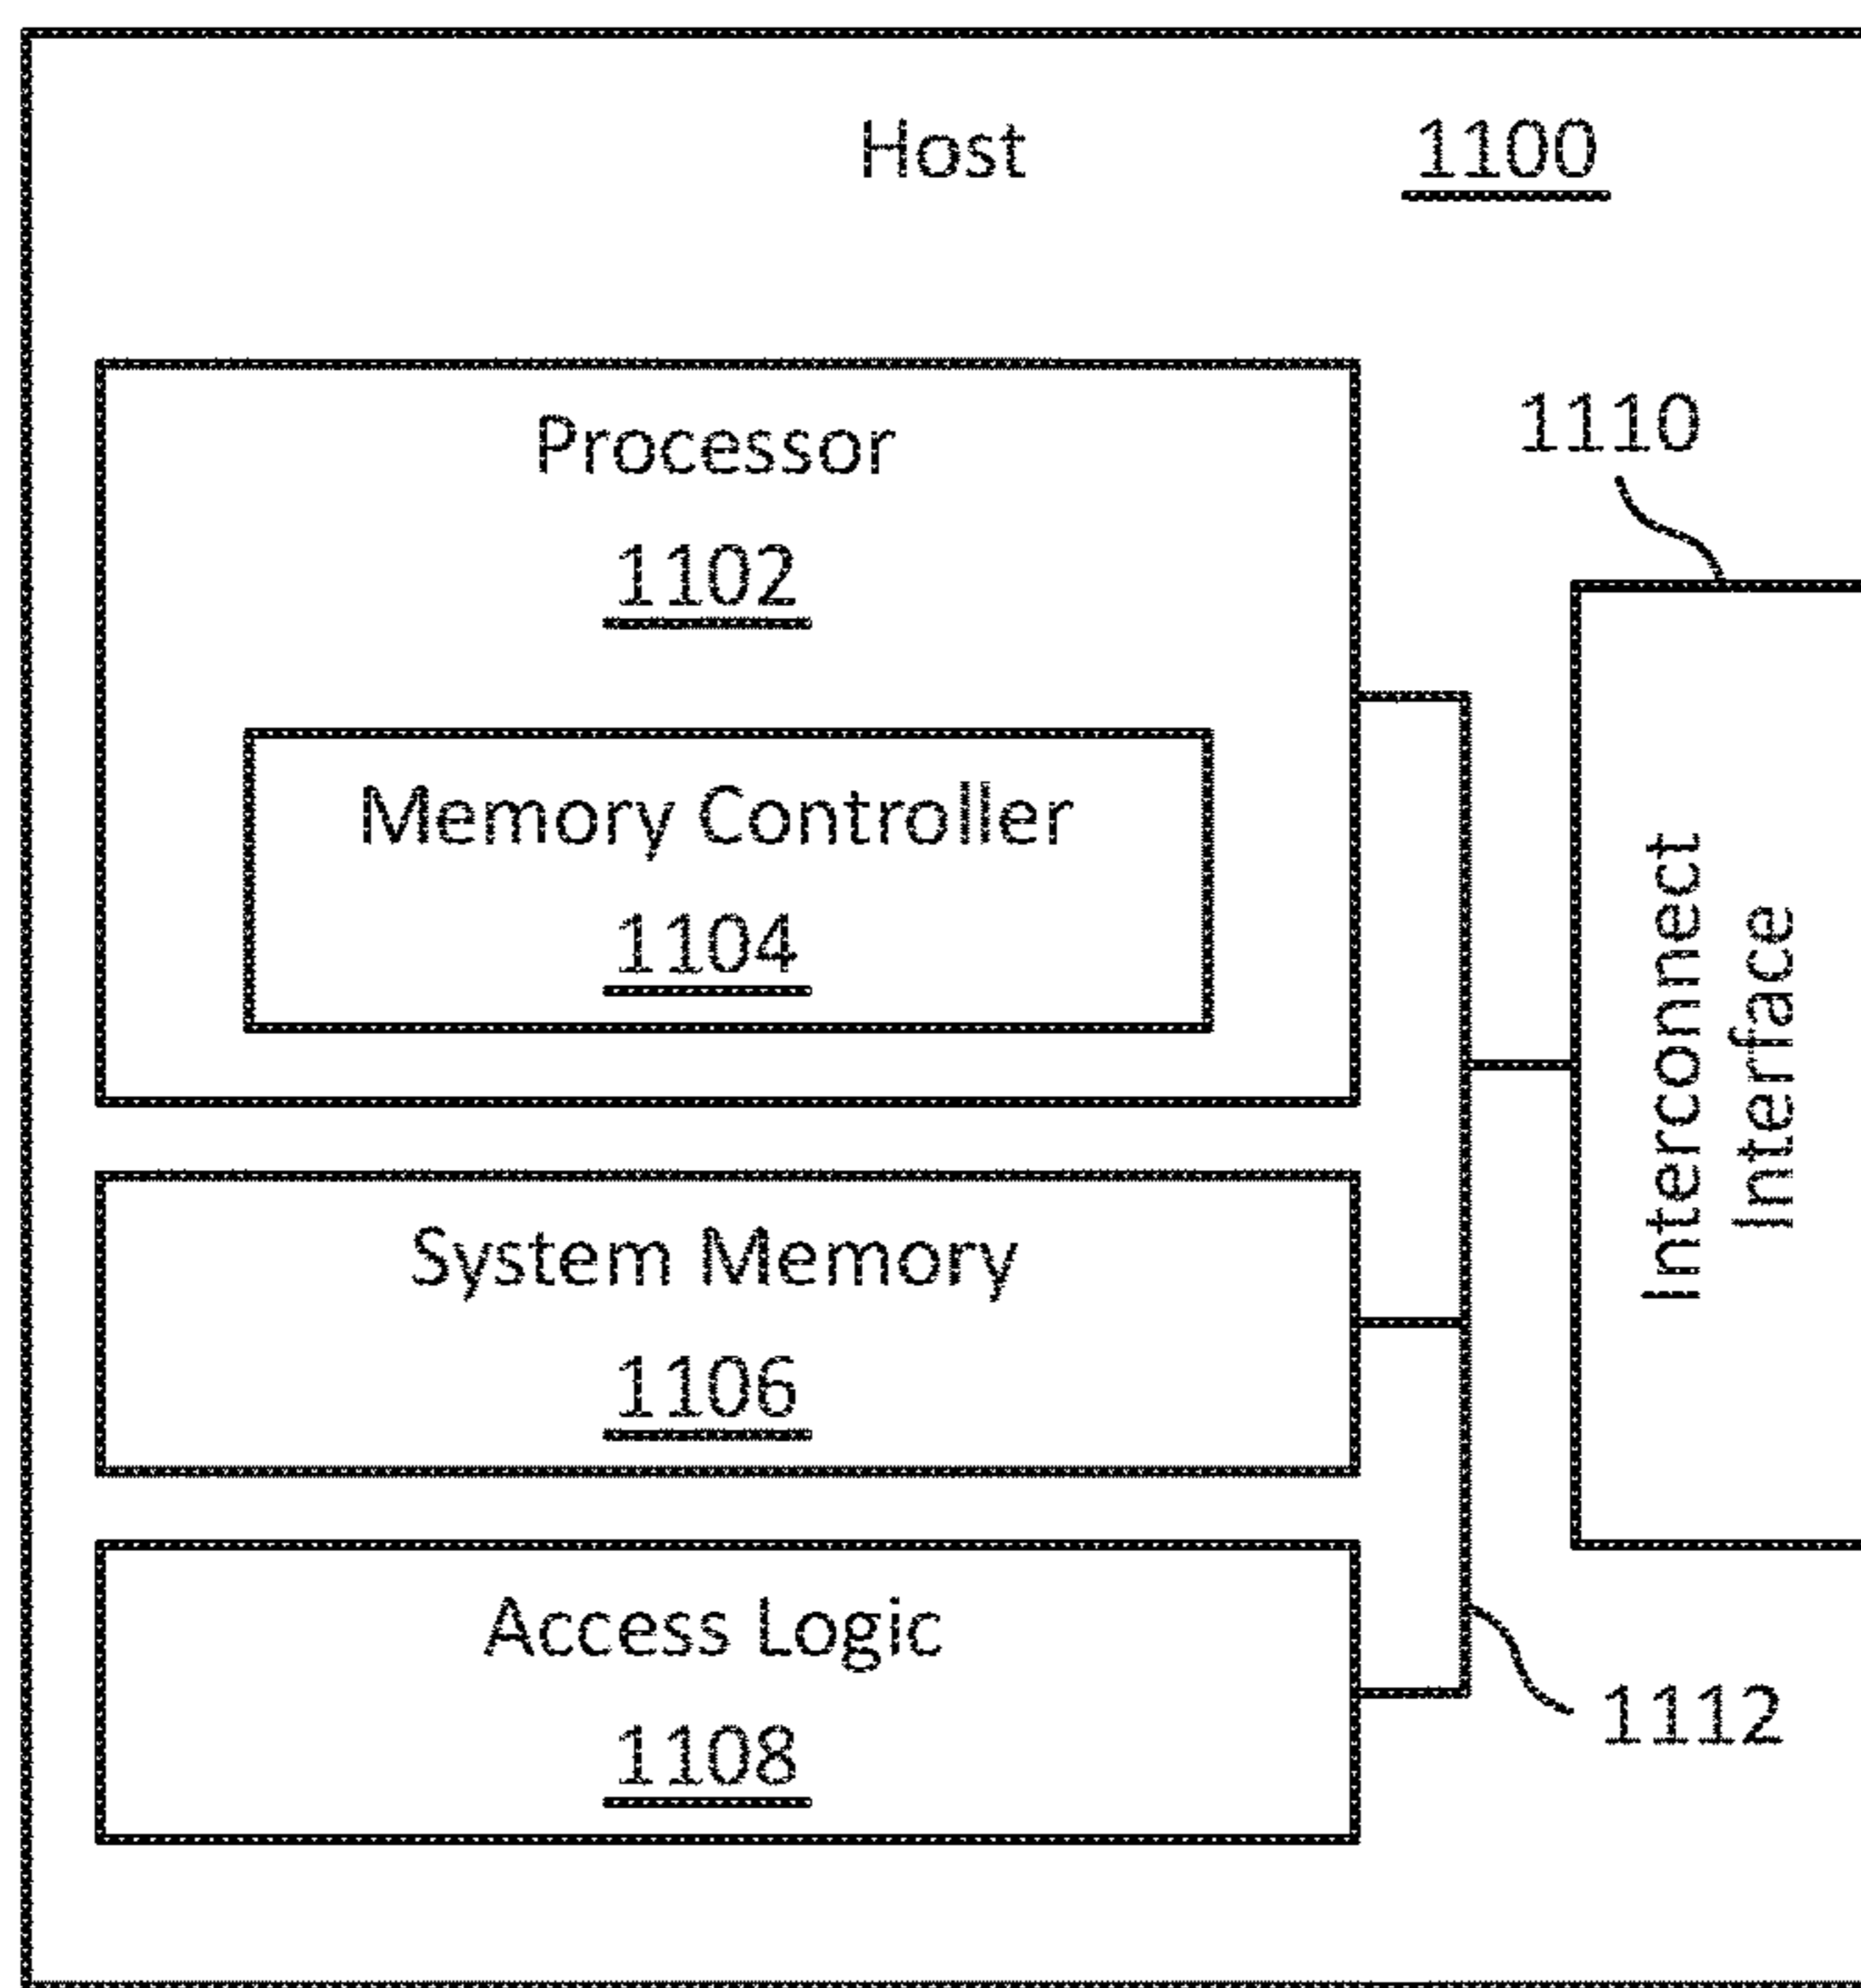 Host 1100
Processor
1102
1110
Memory Controller
1104
Interconnect
Interface
System Memory
1106
Access Logic
1108
1112